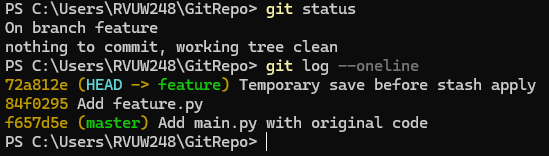 PS C:\Users\RVUW248\GitRepo> git status
On branch feature
nothing to commit, working tree clean
PS C:\Users\RVUW248\GitRepo> git log --oneline
72a812e (HEAD -> feature) Temporary save before stash apply
84f0295 Add feature.py
f657d5e (master) Add main.py with original code
PS C:\Users\RVUW248\GitRepo>